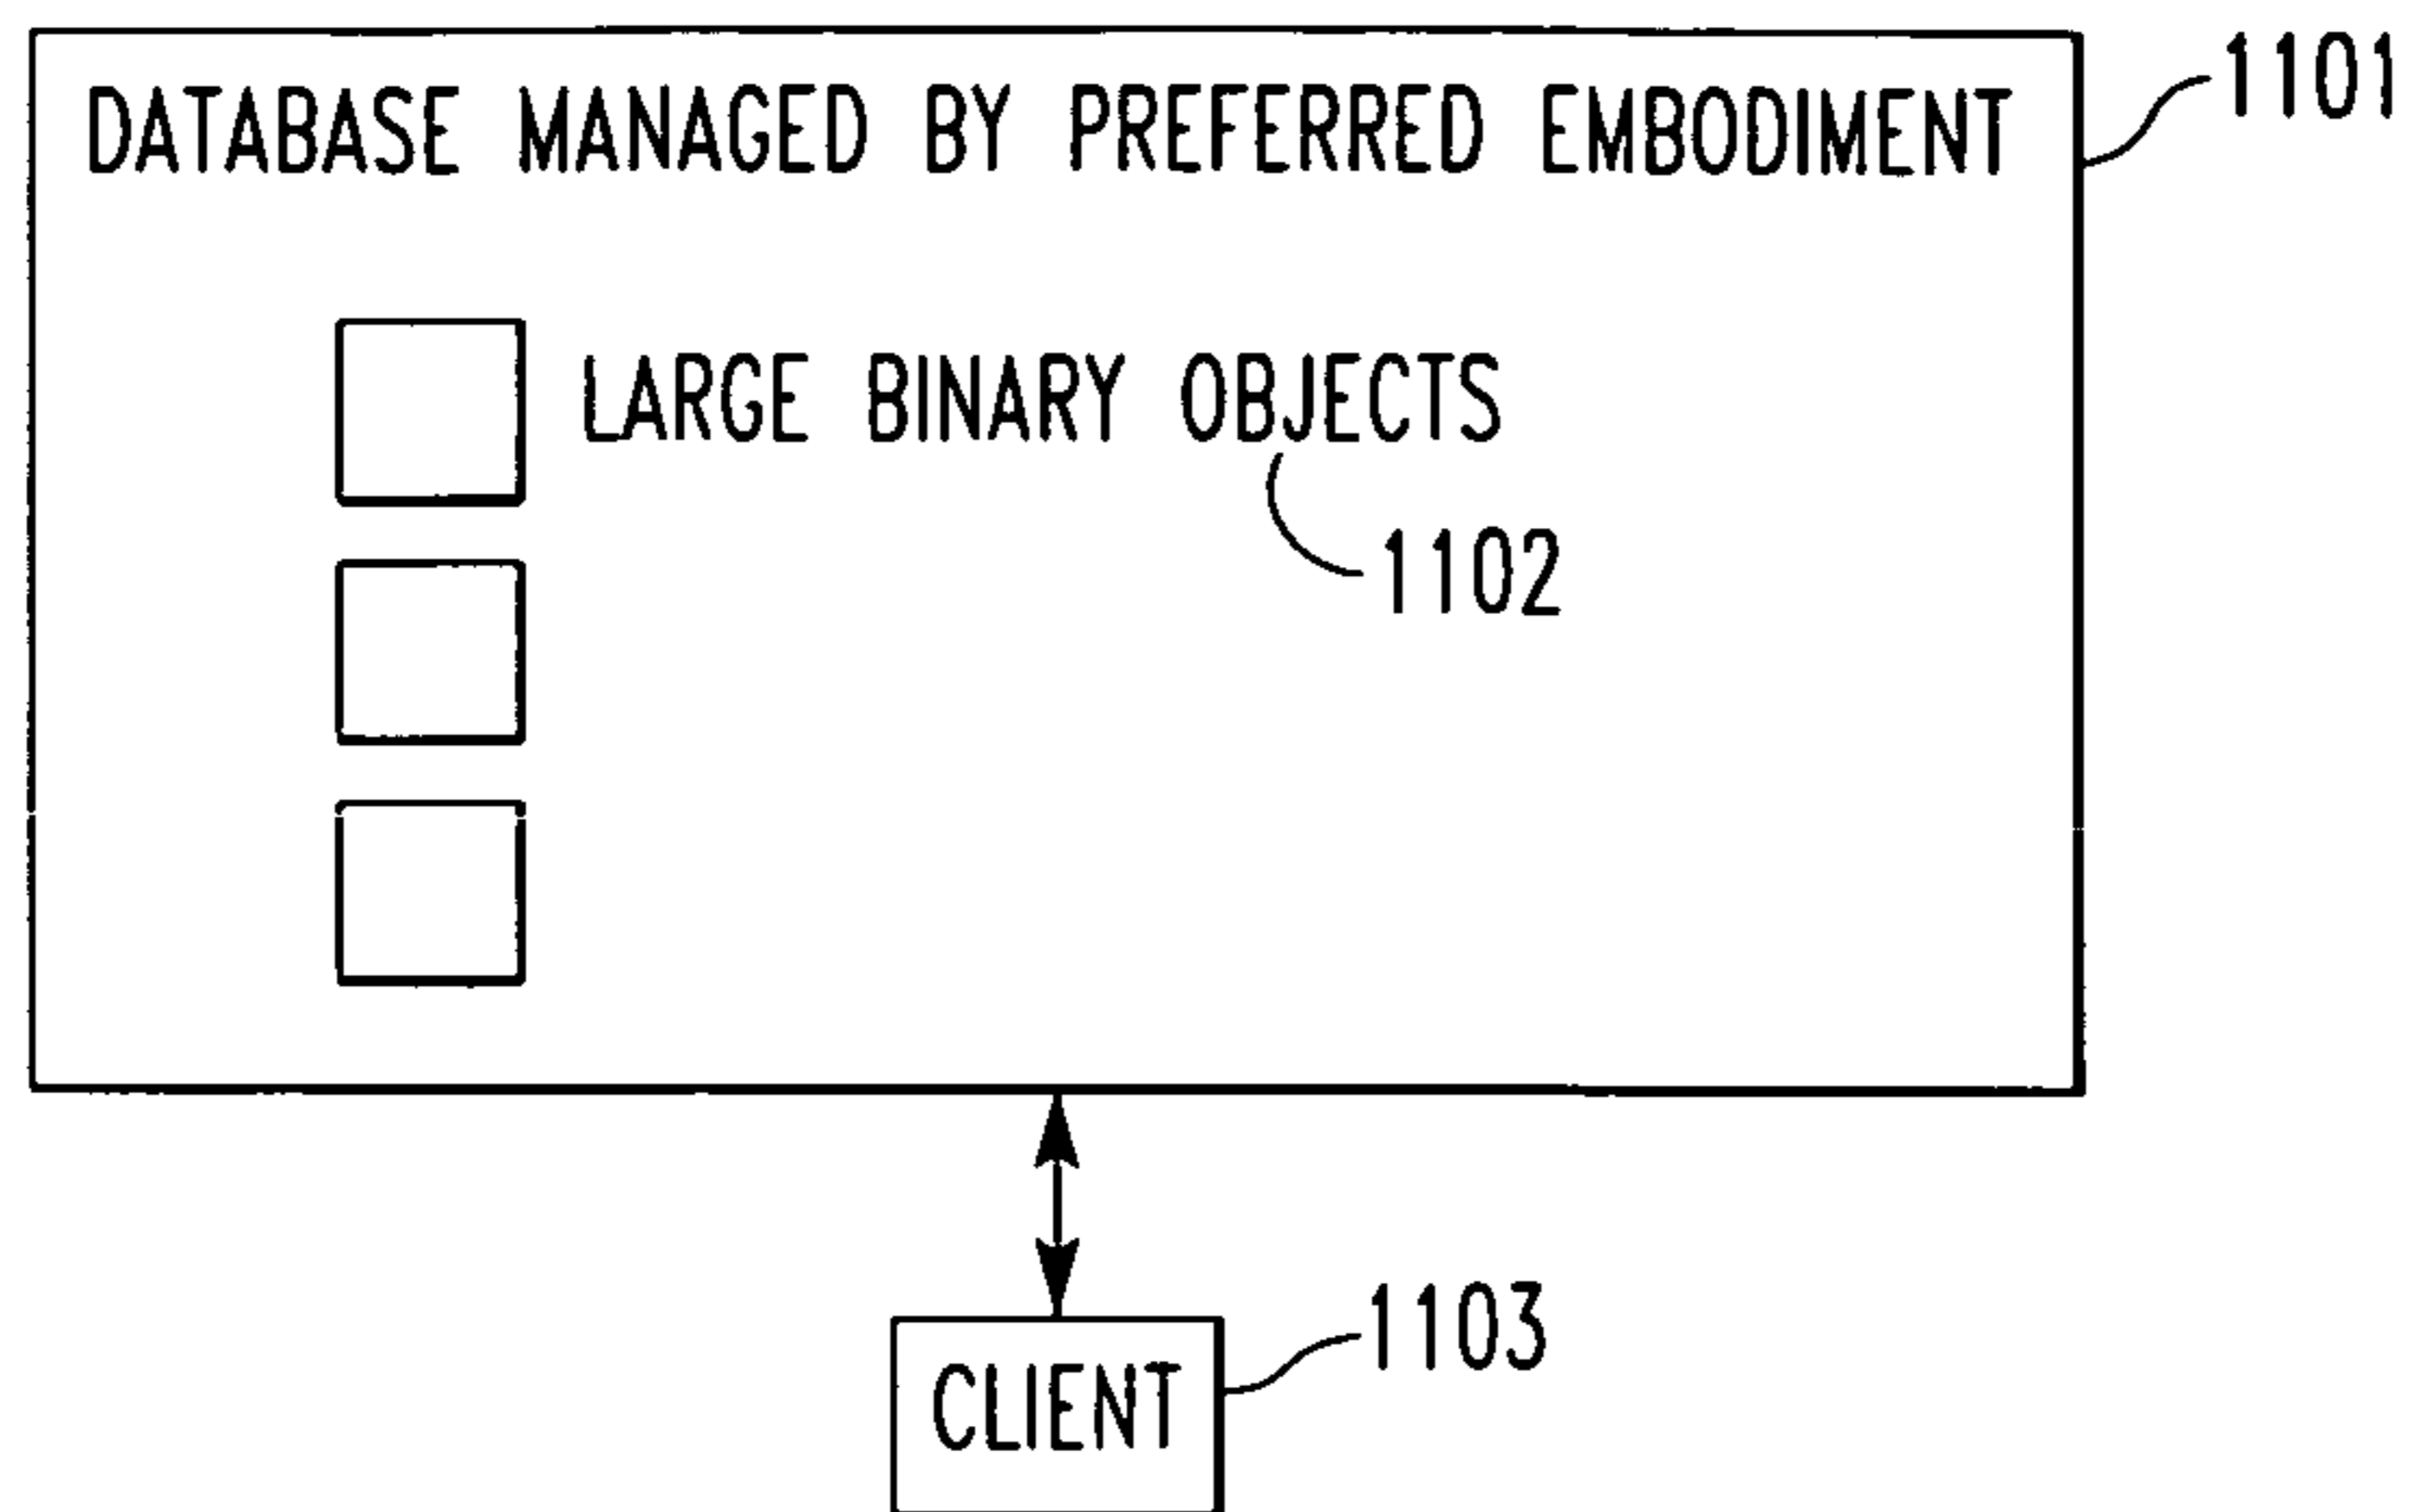 DATABASE MANAGED BY PREFERRED EMBODIMENT
1101
LARGE BINARY OBJECTS
1102
CLIENT
1103